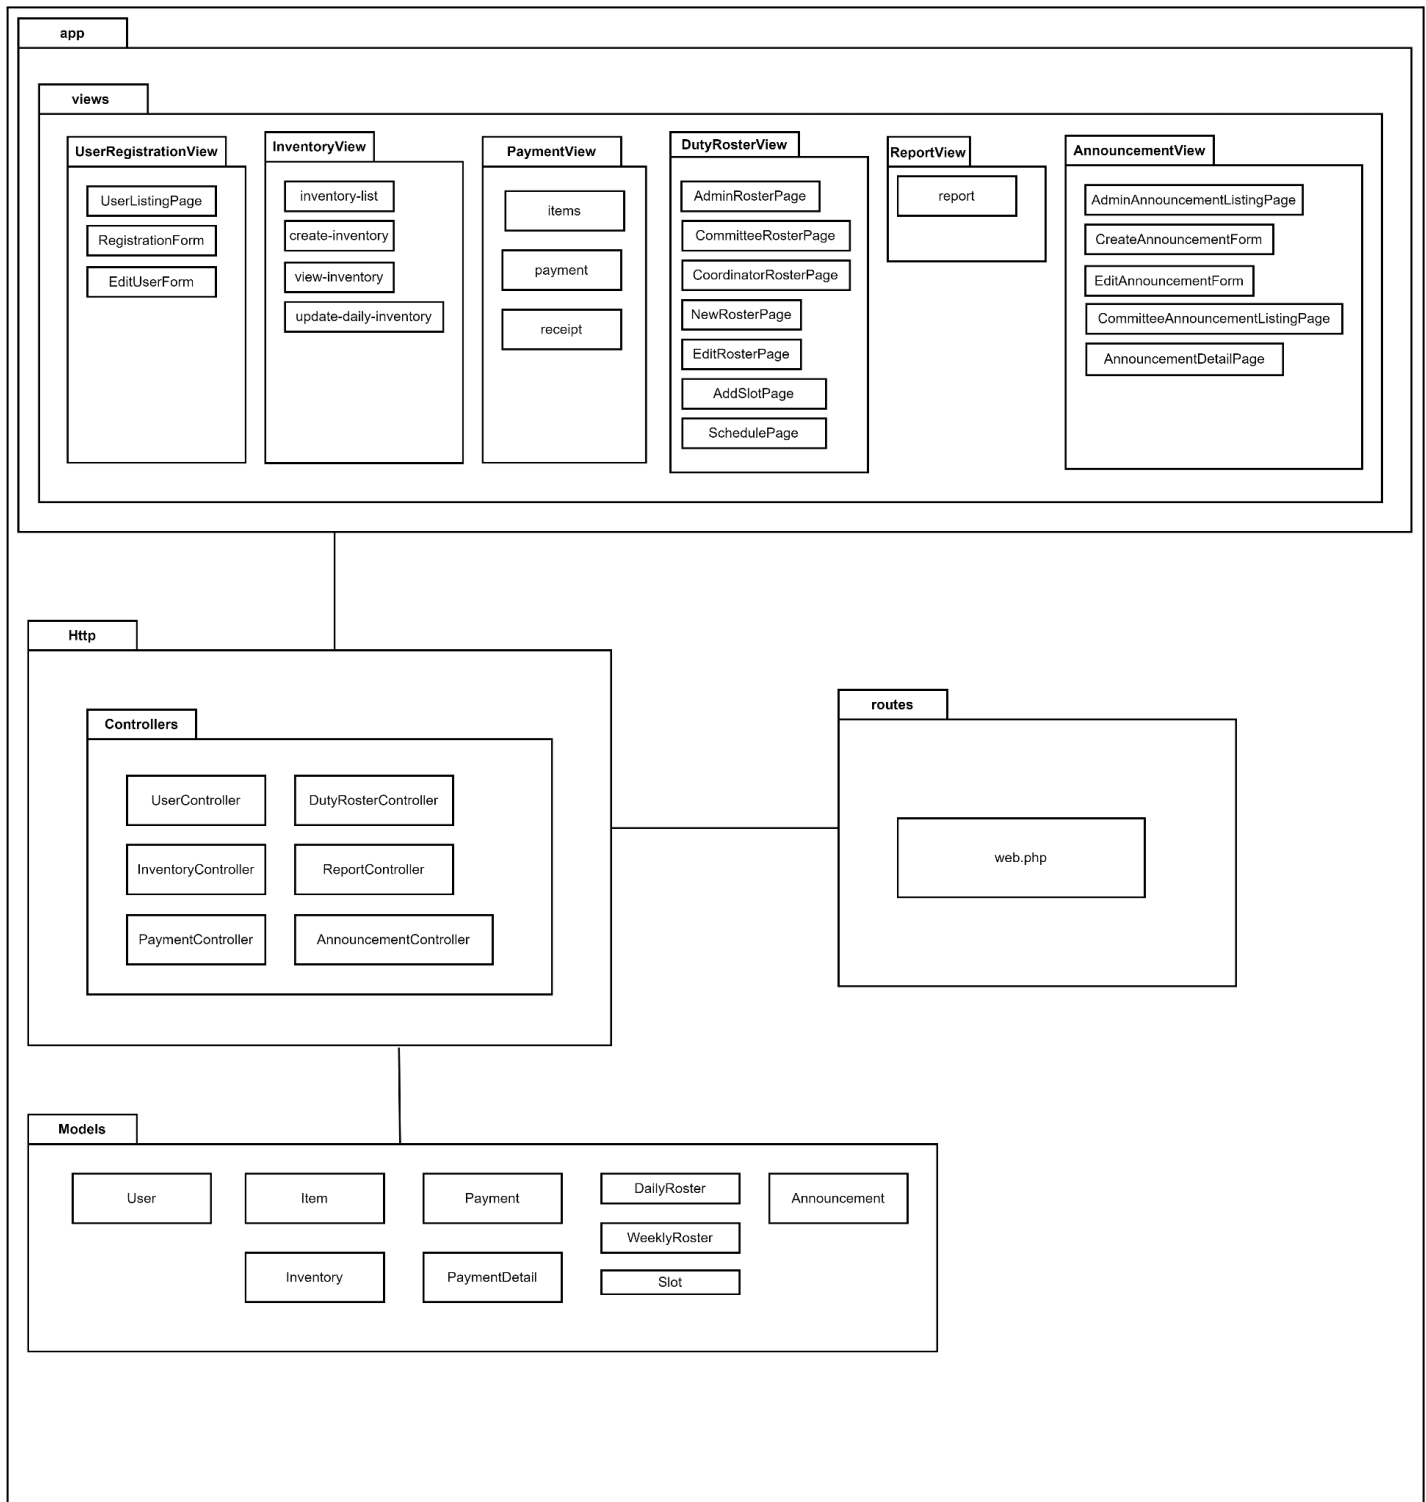 app
views
UserRegistrationView
UserListingPage
RegistrationForm
EditUserForm
InventoryView
inventory-list
create-inventory
view-inventory
update-daily-inventory
PaymentView
items
payment
receipt
DutyRosterView
AdminRosterPage
CommitteeRosterPage
CoordinatorRosterPage
NewRosterPage
EditRosterPage
AddSlotPage
SchedulePage
ReportView
report
AnnouncementView
AdminAnnouncementListingPage
CreateAnnouncementForm
EditAnnouncementForm
CommitteeAnnouncementListingPage
AnnouncementDetailPage
Http
Controllers
UserController
DutyRosterController
InventoryController
ReportController
PaymentController
AnnouncementController
routes
web.php
Models
User
Item
Inventory
Payment
PaymentDetail
DailyRoster
WeeklyRoster
Slot
Announcement